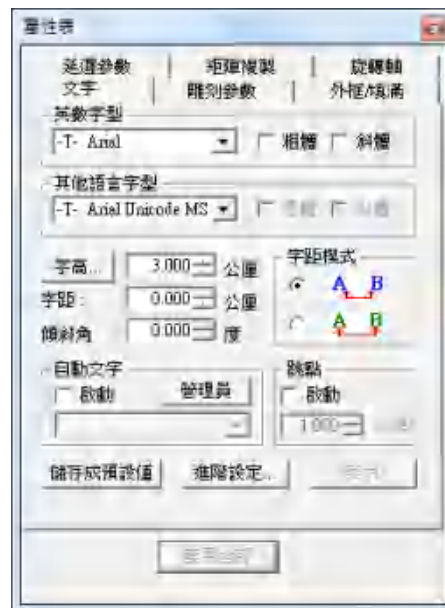 屬性表
延遲參數 矩陣複製 旋轉軸
文字 雕刻參數 外框/填滿
英數字型
-T- Arial 粗體 斜體
其他語言字型
-T- Arial Unicode MS
字高... 3.000 公厘
字距: 0.000 公厘
傾斜角 0.000 度
字距模式
A B
A B
自動文字
啟動 管理員
跳點
啟動
1.000
儲存成預設值 進階設定..